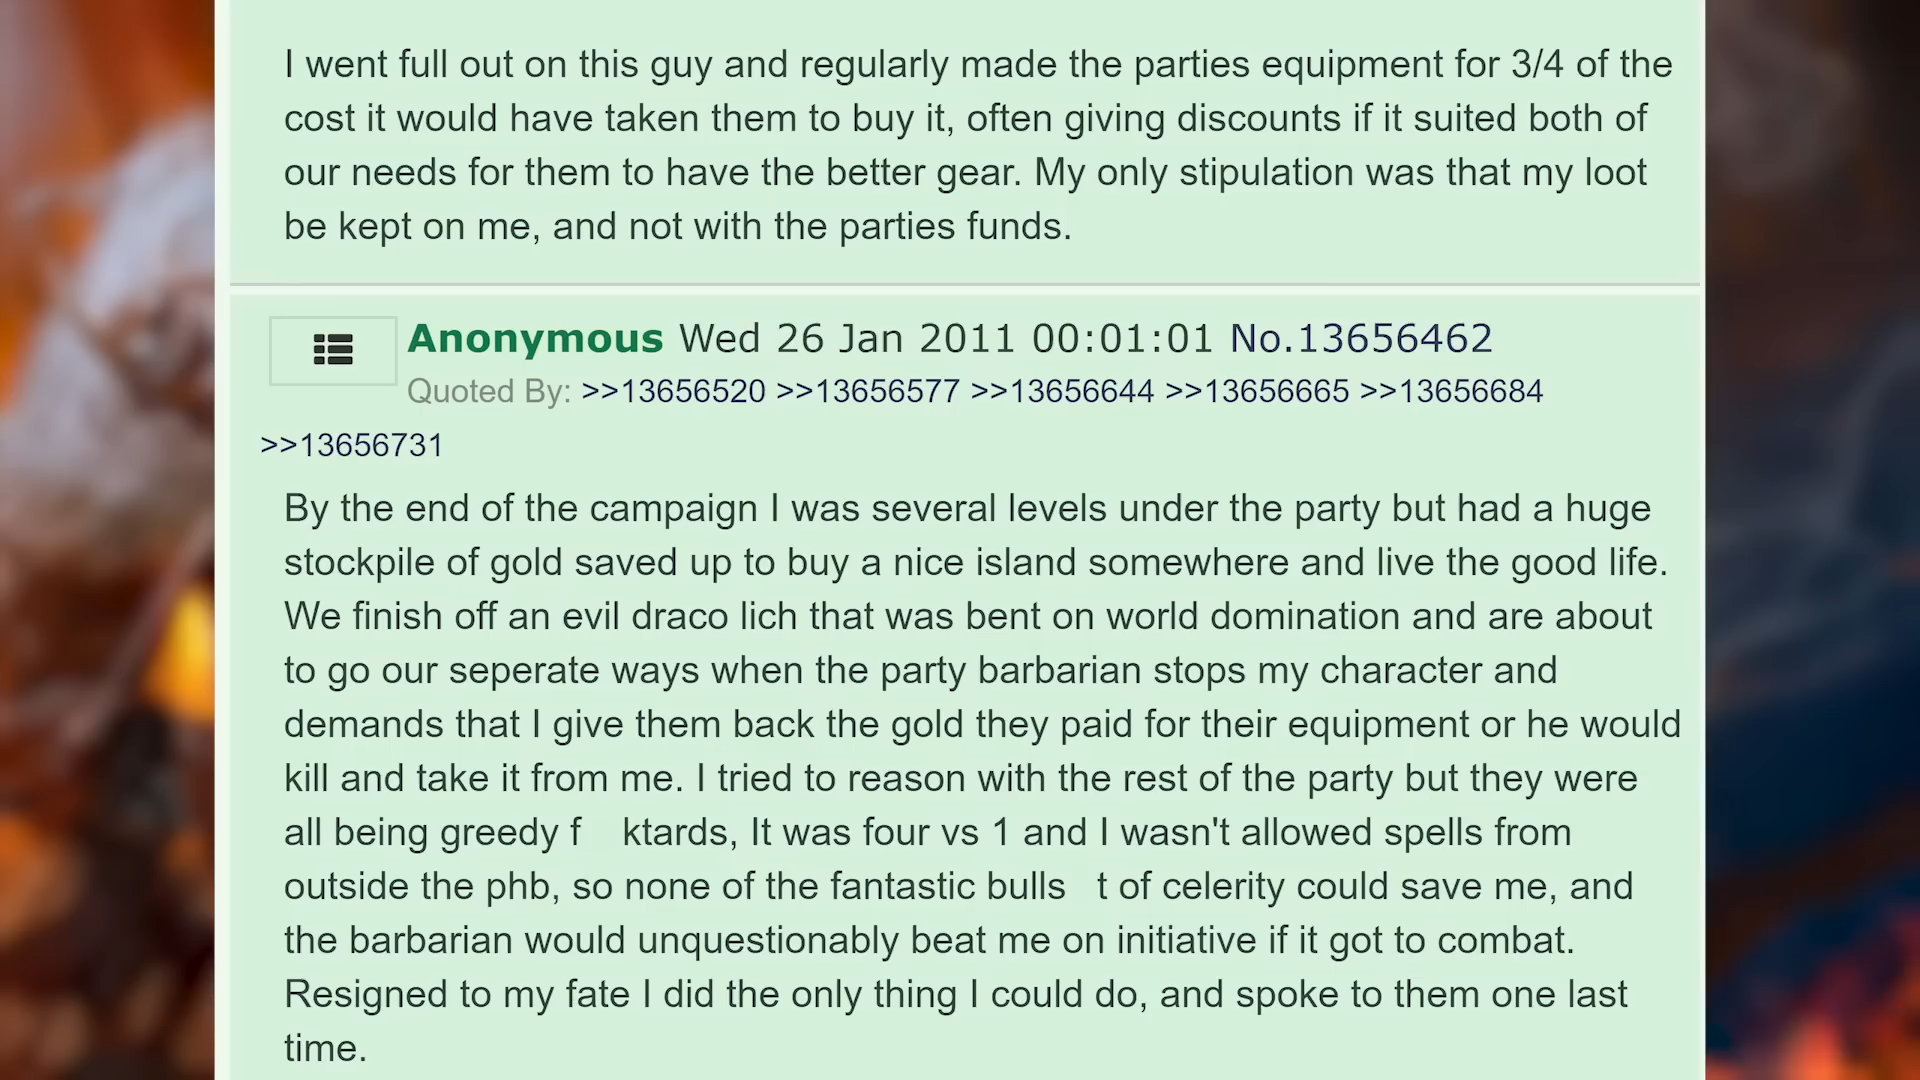 I went full out on this guy and regularly made the parties equipment for 3/4 of the
cost it would have taken them to buy it, often giving discounts if it suited both of
our needs for them to have the better gear. My only stipulation was that my loot
be kept on me, and not with the parties funds.
Anonymous Wed 26 Jan 2011 00:01:01 No.13656462
Quoted By: >>13656520 >>13656577 >>13656644 >>13656665 >>13656684
>>13656731
By the end of the campaign I was several levels under the party but had a huge
stockpile of gold saved up to buy a nice island somewhere and live the good life.
We finish off an evil draco lich that was bent on world domination and are about
to go our seperate ways when the party barbarian stops my character and
demands that I give them back the gold they paid for their equipment or he would
kill and take it from me. I tried to reason with the rest of the party but they were
all being greedy f ktards, It was four vs 1 and I wasn't allowed spells from
outside the phb, so none of the fantastic bulls t of celerity could save me, and
the barbarian would unquestionably beat me on initiative if it got to combat.
Resigned to my fate I did the only thing I could do, and spoke to them one last
time.